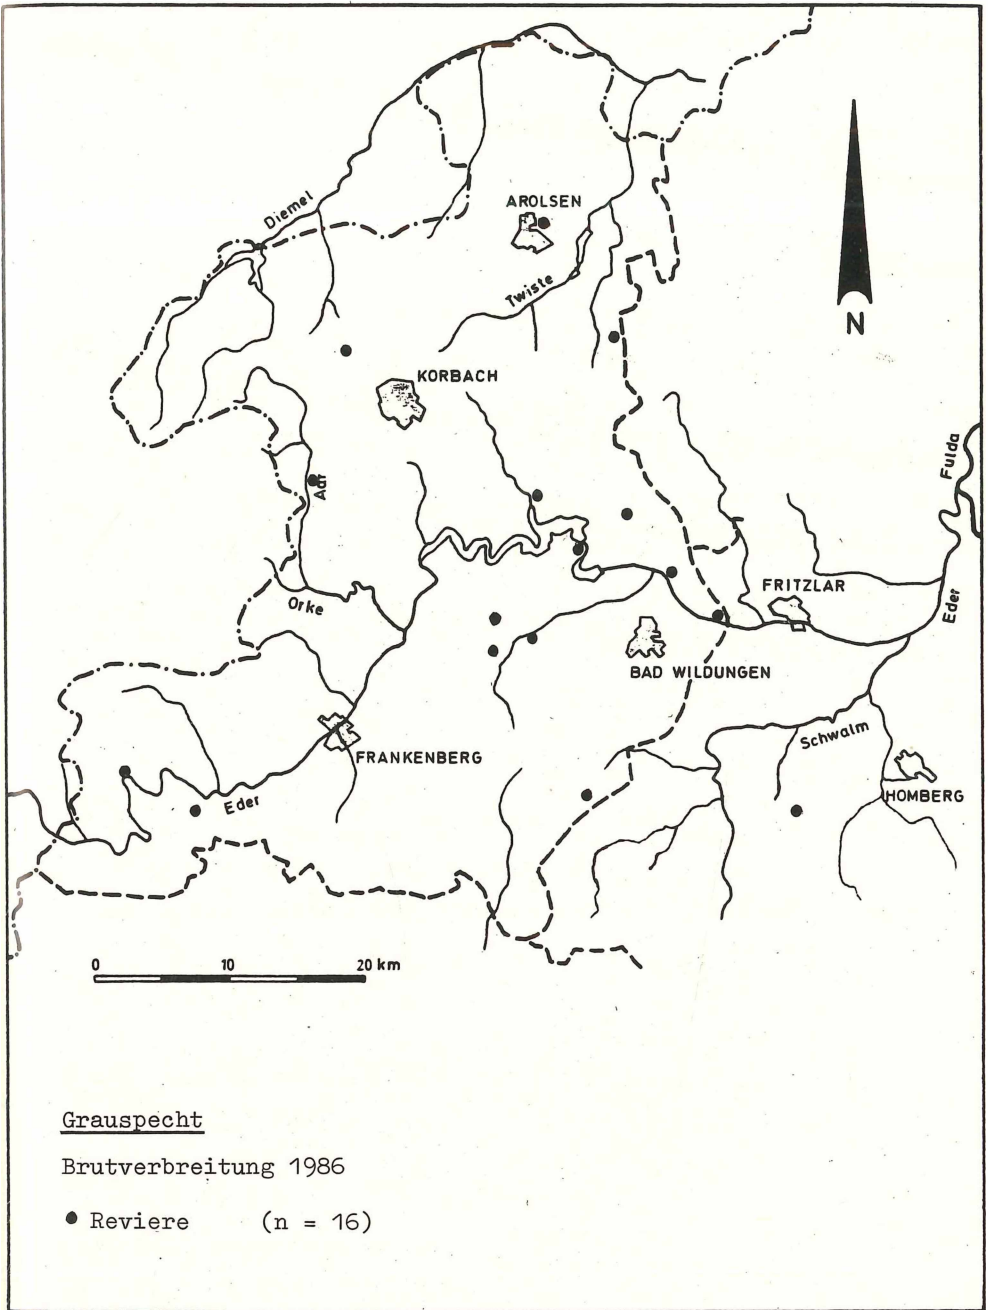 Diemel
AROLSEN
Twiste
N
KORBACH
Fulda
Aar
FRITZLAR
Orke
Eder
BAD WILDUNGEN
Schwalm
FRANKENBERG
Eder
HOMBERG
0 10 20 km
Grauspecht
Brutverbreitung 1986
● Reviere (n = 16)